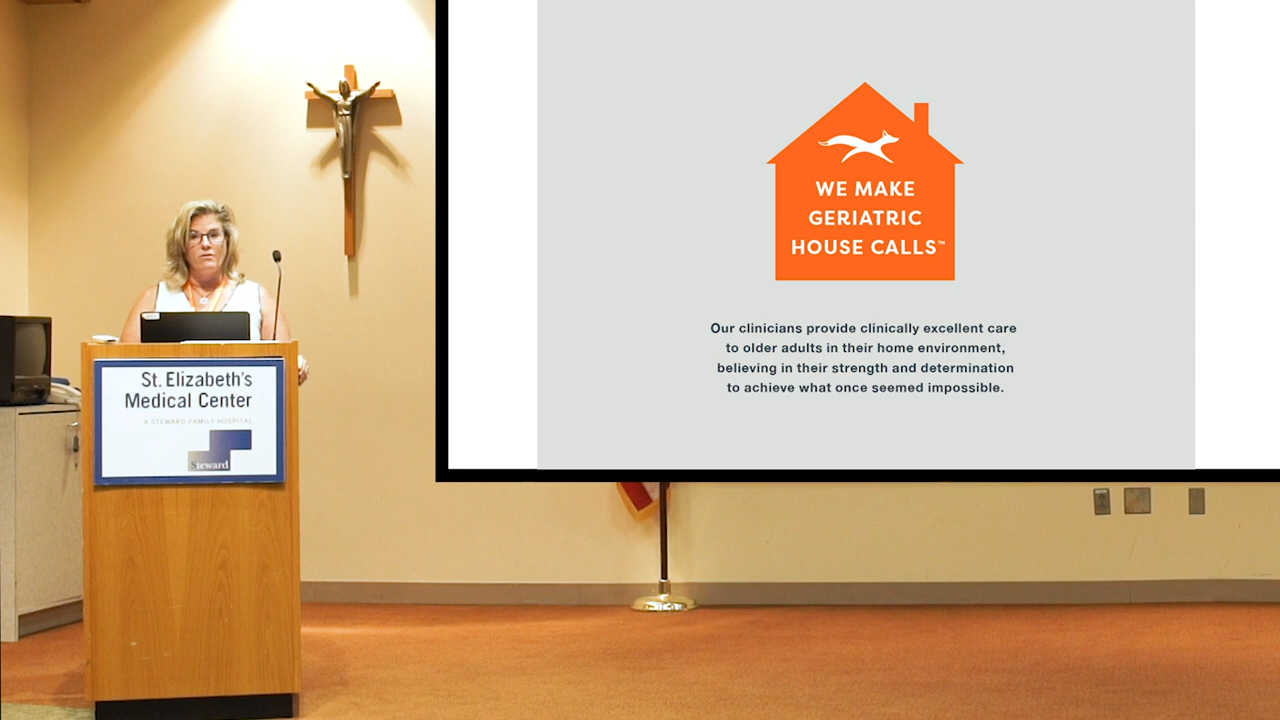 St. Elizabeth's
Medical Center
A STEWARD FAMILY HOSPITAL
Steward
WE MAKE
GERIATRIC
HOUSE CALLS™
Our clinicians provide clinically excellent care
to older adults in their home environment,
believing in their strength and determination
to achieve what once seemed impossible.